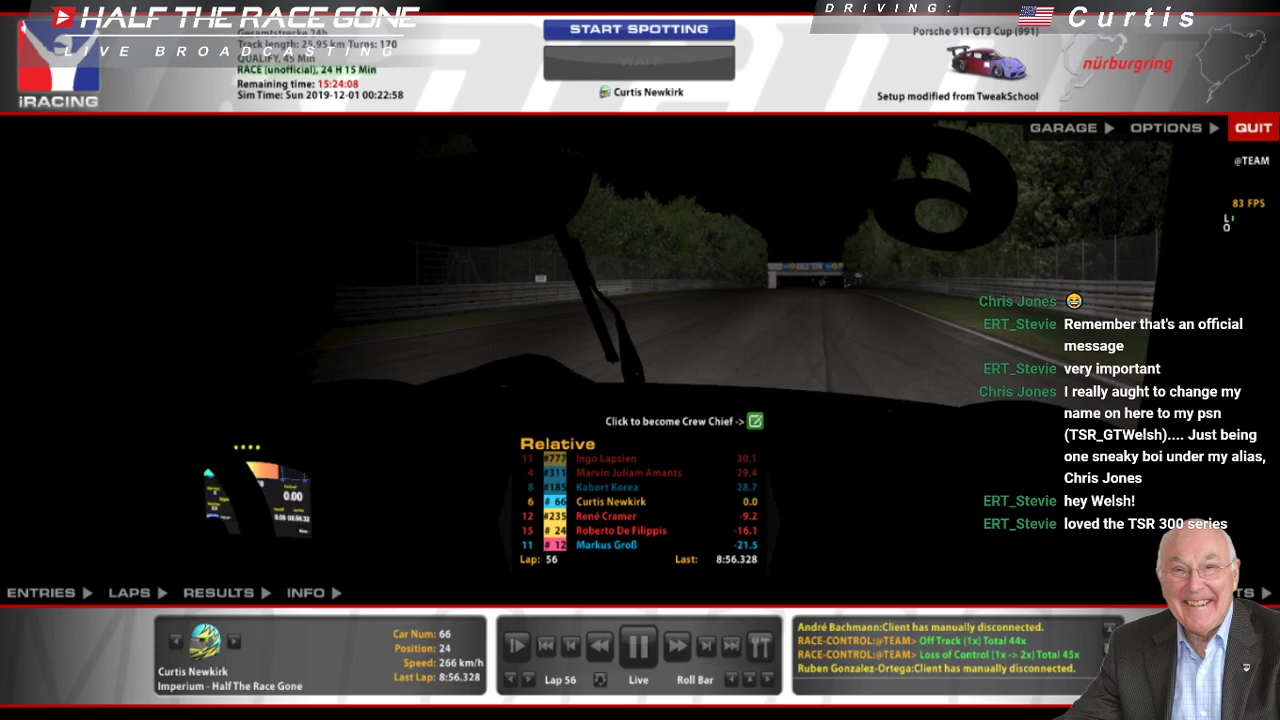 HALF THE RACE GONE
LIVE BROADCASTING
DRIVING:
Curtis
iRACING
Gesamtstrecke 24h
Track length: 25.95 km Turns: 170
QUALIFY, 45 Min
RACE (unofficial), 24 H 15 Min
Remaining time: 15:24:08
Sim Time: Sun 2019-12-01 00:22:58
START SPOTTING
WAIT
Curtis Newkirk
Porsche 911 GT3 Cup (991)
nürburgring
Setup modified from TweakSchool
GARAGE
OPTIONS
QUIT
@TEAM
83 FPS
L
Q
Chris Jones 😂
ERT_Stevie Remember that's an official
message
ERT_Stevie very important
Chris Jones I really aught to change my
name on here to my psn
(TSR_GTWelsh).... Just being
one sneaky boi under my alias,
Chris Jones
ERT_Stevie hey Welsh!
ERT_Stevie loved the TSR 300 series
Click to become Crew Chief ->
Relative
11 #777 Ingo Lapsien 30.1
4 #311 Marvin Juliam Amants 29.4
8 #185 Kabort Korea 28.7
6 # 66 Curtis Newkirk 0.0
12 #235 René Cramer -9.2
15 # 24 Roberto De Filippis -16.1
11 # 12 Markus Groß -21.5
Lap: 56 Last: 8:56.328
0.00
ENTRIES
LAPS
RESULTS
INFO
TS
Curtis Newkirk
Imperium - Half The Race Gone
Car Num: 66
Position: 24
Speed: 266 km/h
Last Lap: 8:56.328
Lap 56
Live
Roll Bar
André Bachmann:Client has manually disconnected.
RACE-CONTROL:@TEAM> Off Track (1x) Total 44x
RACE-CONTROL:@TEAM> Loss of Control (1x -> 2x) Total 45x
Ruben Gonzalez-Ortega:Client has manually disconnected.